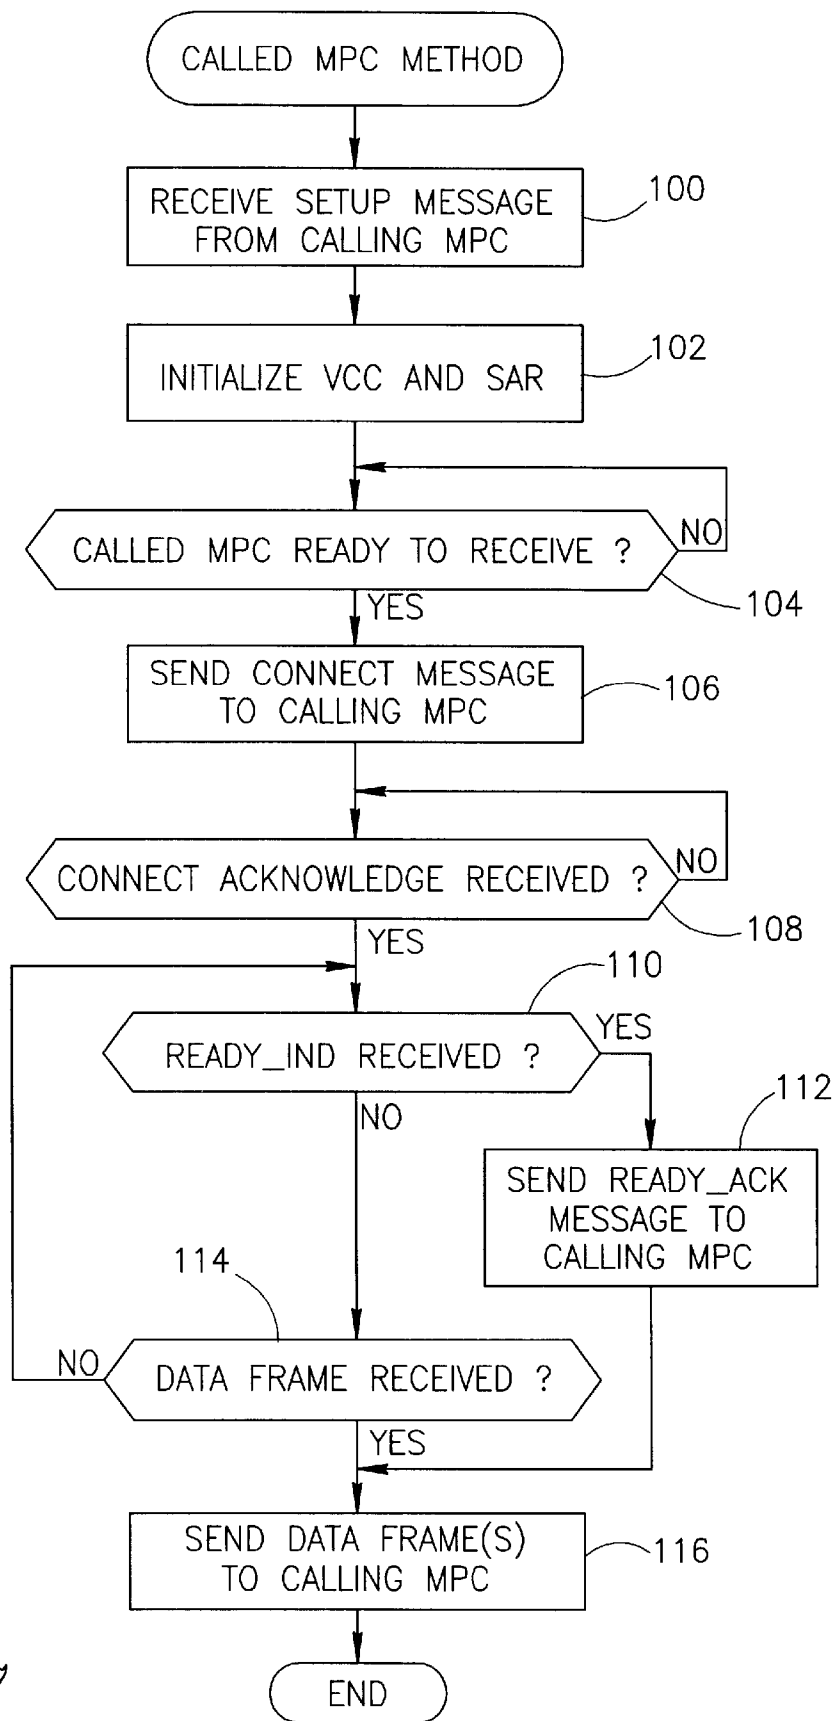 CALLED MPC METHOD
RECEIVE SETUP MESSAGE
FROM CALLING MPC
100
INITIALIZE VCC AND SAR
102
CALLED MPC READY TO RECEIVE ?
NO
104
YES
SEND CONNECT MESSAGE
TO CALLING MPC
106
CONNECT ACKNOWLEDGE RECEIVED ?
NO
108
YES
110
READY_IND RECEIVED ?
YES
NO
112
SEND READY_ACK
MESSAGE TO
CALLING MPC
114
NO
DATA FRAME RECEIVED ?
YES
SEND DATA FRAME(S)
TO CALLING MPC
116
END